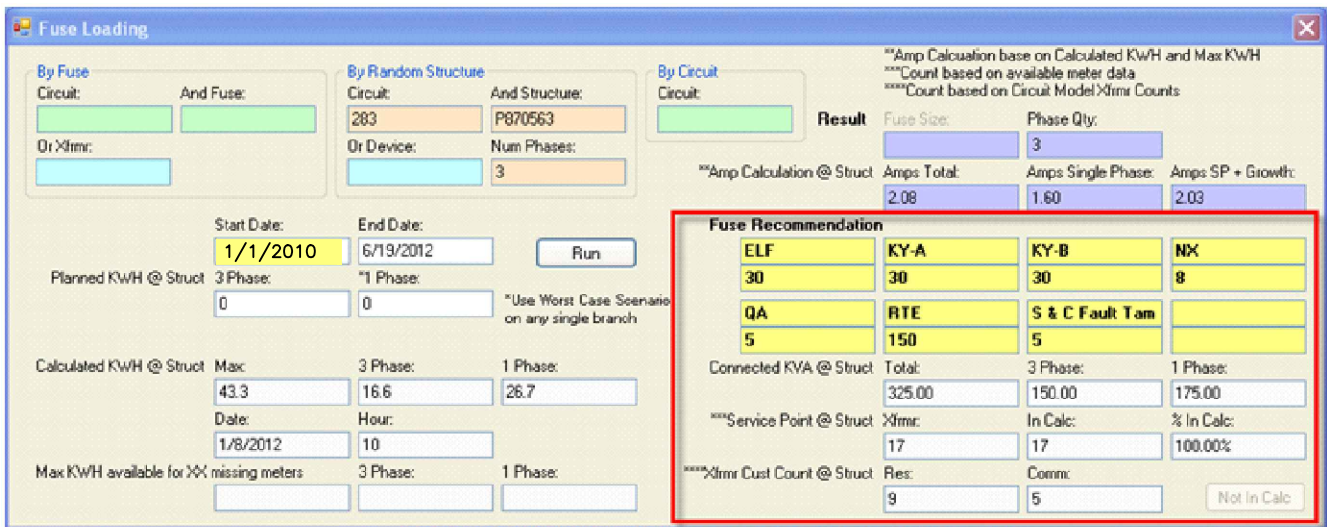 Fuse Loading
**Amp Calcuation base on Calculated KWH and Max KWH
***Count based on available meter data
****Count based on Circuit Model Xfrmr Counts
By Fuse
Circuit: And Fuse:
Or Xfmr:
By Random Structure
Circuit: And Structure:
283 P870563
Or Device: Num Phases:
3
By Circuit
Circuit:
Result Fuse Size: Phase Qty:
3
**Amp Calculation @ Struct Amps Total: Amps Single Phase: Amps SP + Growth:
2.08 1.60 2.03
Start Date: End Date:
1/1/2010 6/19/2012 Run
Planned KWH @ Struct 3 Phase: *1 Phase:
0 0
*Use Worst Case Scenario
on any single branch
Calculated KWH @ Struct Max: 3 Phase: 1 Phase:
43.3 16.6 26.7
Date: Hour:
1/8/2012 10
Max KWH available for XX missing meters 3 Phase: 1 Phase:
Fuse Recommendation
ELF KY-A KY-B NX
30 30 30 8
QA RTE S & C Fault Tam
5 150 5
Connected KVA @ Struct Total: 3 Phase: 1 Phase:
325.00 150.00 175.00
***Service Point @ Struct Xfrmr: In Calc: % In Calc:
17 17 100.00%
****Xfrmr Cust Count @ Struct Res: Comm:
9 5 Not In Calc